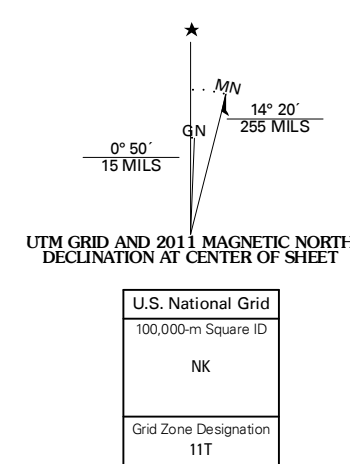 MN
GN
14° 20´
255 MILS
0° 50´
15 MILS
UTM GRID AND 2011 MAGNETIC NORTH
DECLINATION AT CENTER OF SHEET
U.S. National Grid
100,000-m Square ID
NK
Grid Zone Designation
11T